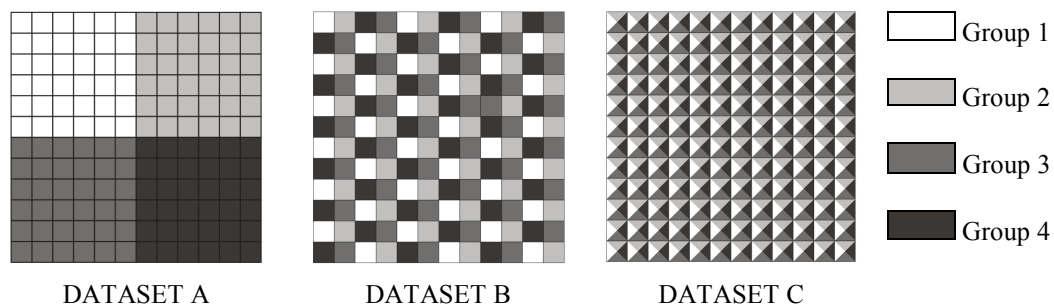 Group 1
Group 2
Group 3
Group 4
DATASET A
DATASET B
DATASET C